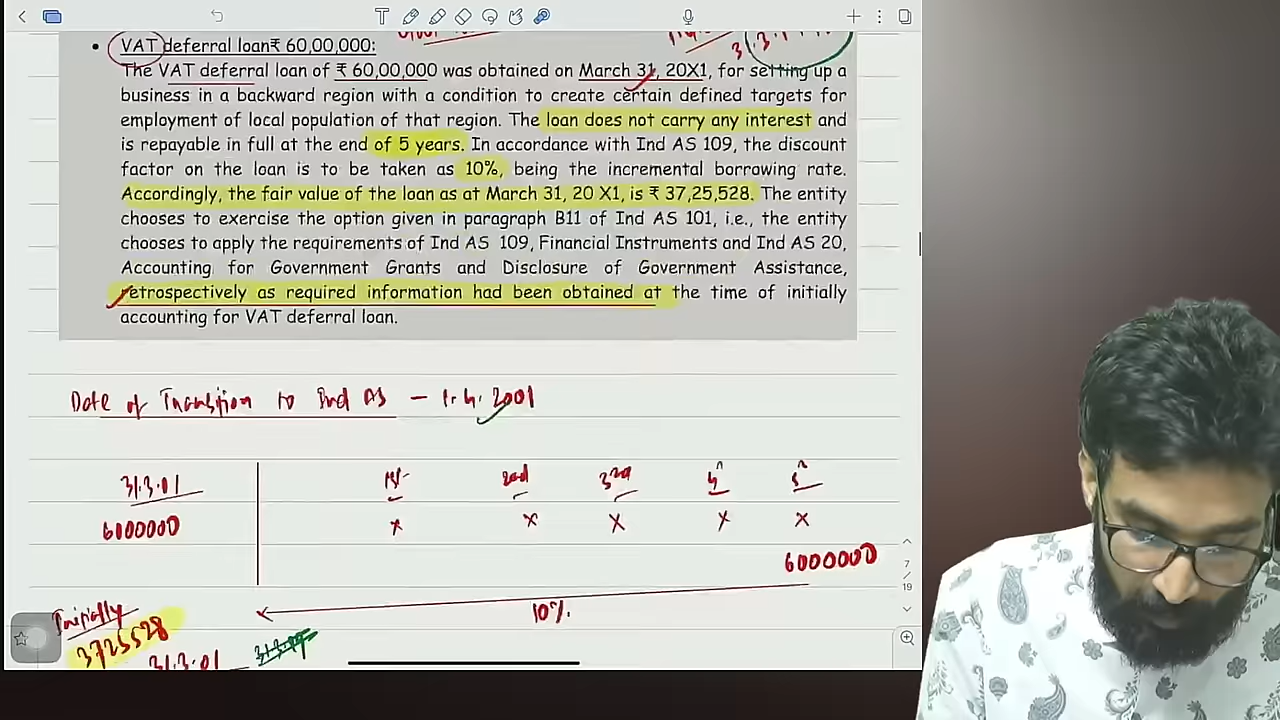 VAT deferral loan₹ 60,00,000:
The VAT deferral loan of ₹ 60,00,000 was obtained on March 31, 20X1, for setting up a
business in a backward region with a condition to create certain defined targets for
employment of local population of that region. The loan does not carry any interest and
is repayable in full at the end of 5 years. In accordance with Ind AS 109, the discount
factor on the loan is to be taken as 10%, being the incremental borrowing rate.
Accordingly, the fair value of the loan as at March 31, 20 X1, is ₹ 37,25,528. The entity
chooses to exercise the option given in paragraph B11 of Ind AS 101, i.e., the entity
chooses to apply the requirements of Ind AS 109, Financial Instruments and Ind AS 20,
Accounting for Government Grants and Disclosure of Government Assistance,
retrospectively as required information had been obtained at the time of initially
accounting for VAT deferral loan.
Date of Transition to Ind AS - 1.4.2001
31.3.01 1st 2nd 3rd 4 5
6000000 x x x x x
6000000
10%
Initially
3725528
31.3.01
7
19